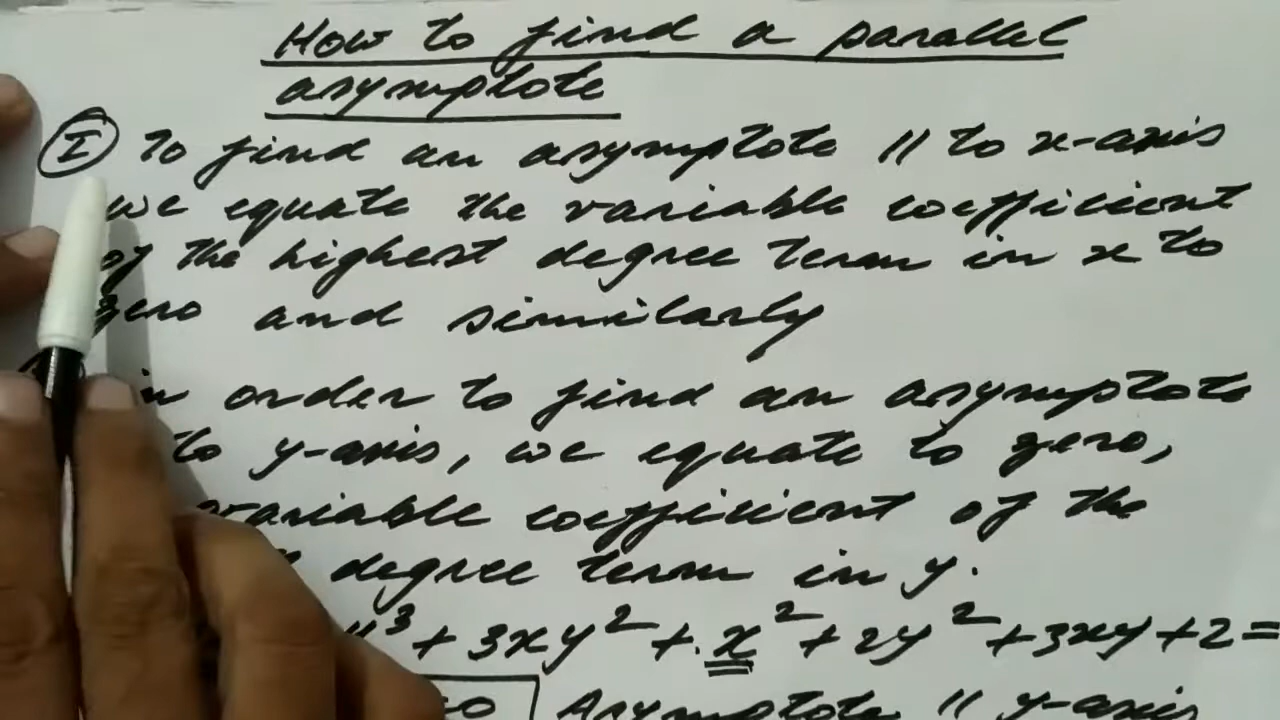 How to find a parallel
asymptote
I To find an asymptote || to x-axis
we equate the variable coefficient
of the highest degree term in x to
zero and similarly
in order to find an asymptote
to y-axis, we equate to zero,
variable coefficient of the
degree term in y.
³ + 3xy² + x² + 2y² + 3xy + 2 =
Asymptote || y-axis